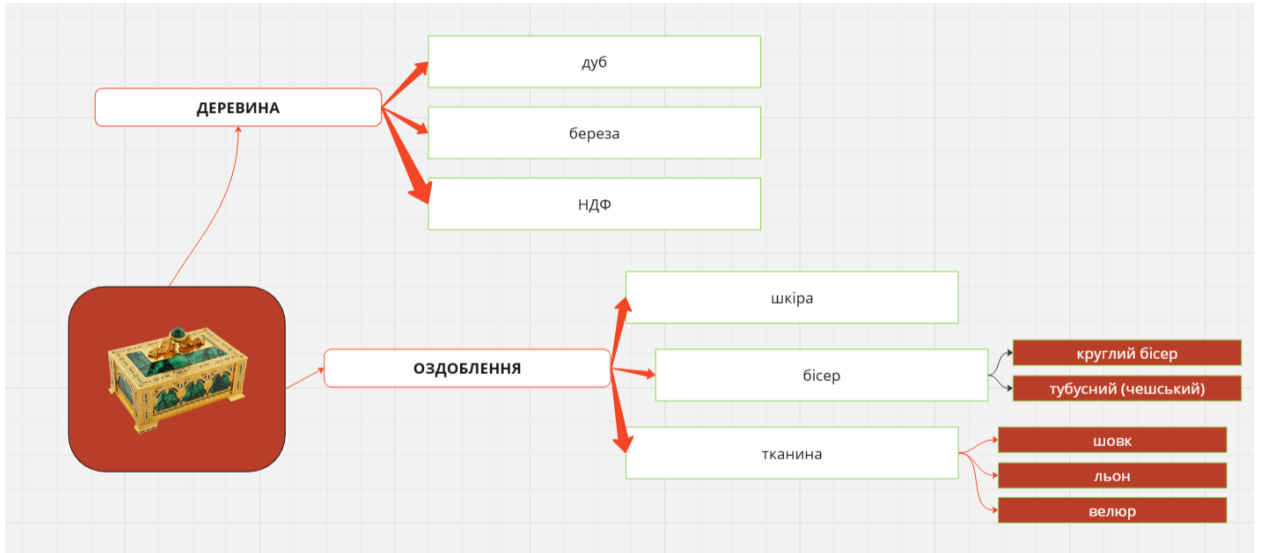 ДЕРЕВИНА
дуб
береза
НДФ
ОЗДОБЛЕННЯ
шкіра
бісер
круглий бісер
тубусний (чешський)
тканина
шовк
льон
велюр